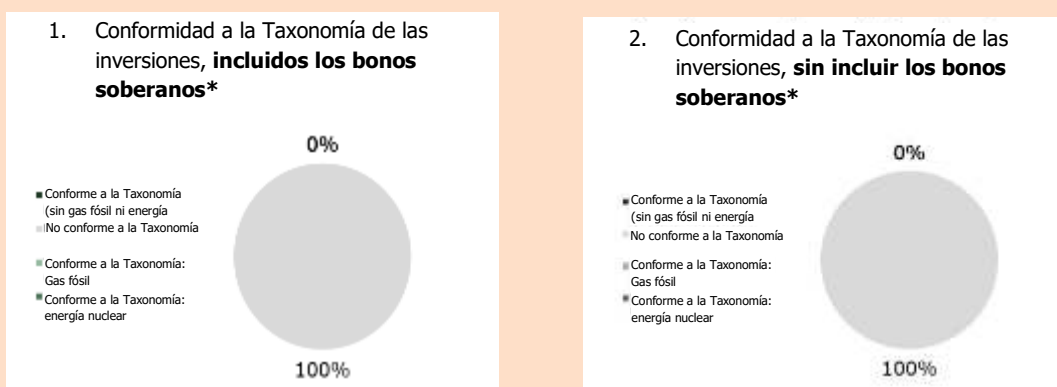 1. Conformidad a la Taxonomía de las
inversiones, incluidos los bonos
soberanos*
0%
Conforme a la Taxonomía
(sin gas fósil ni energía
No conforme a la Taxonomía
Conforme a la Taxonomía:
Gas fósil
Conforme a la Taxonomía:
energía nuclear
100%
2. Conformidad a la Taxonomía de las
inversiones, sin incluir los bonos
soberanos*
0%
Conforme a la Taxonomía
(sin gas fósil ni energía
No conforme a la Taxonomía
Conforme a la Taxonomía:
Gas fósil
Conforme a la Taxonomía:
energía nuclear
100%